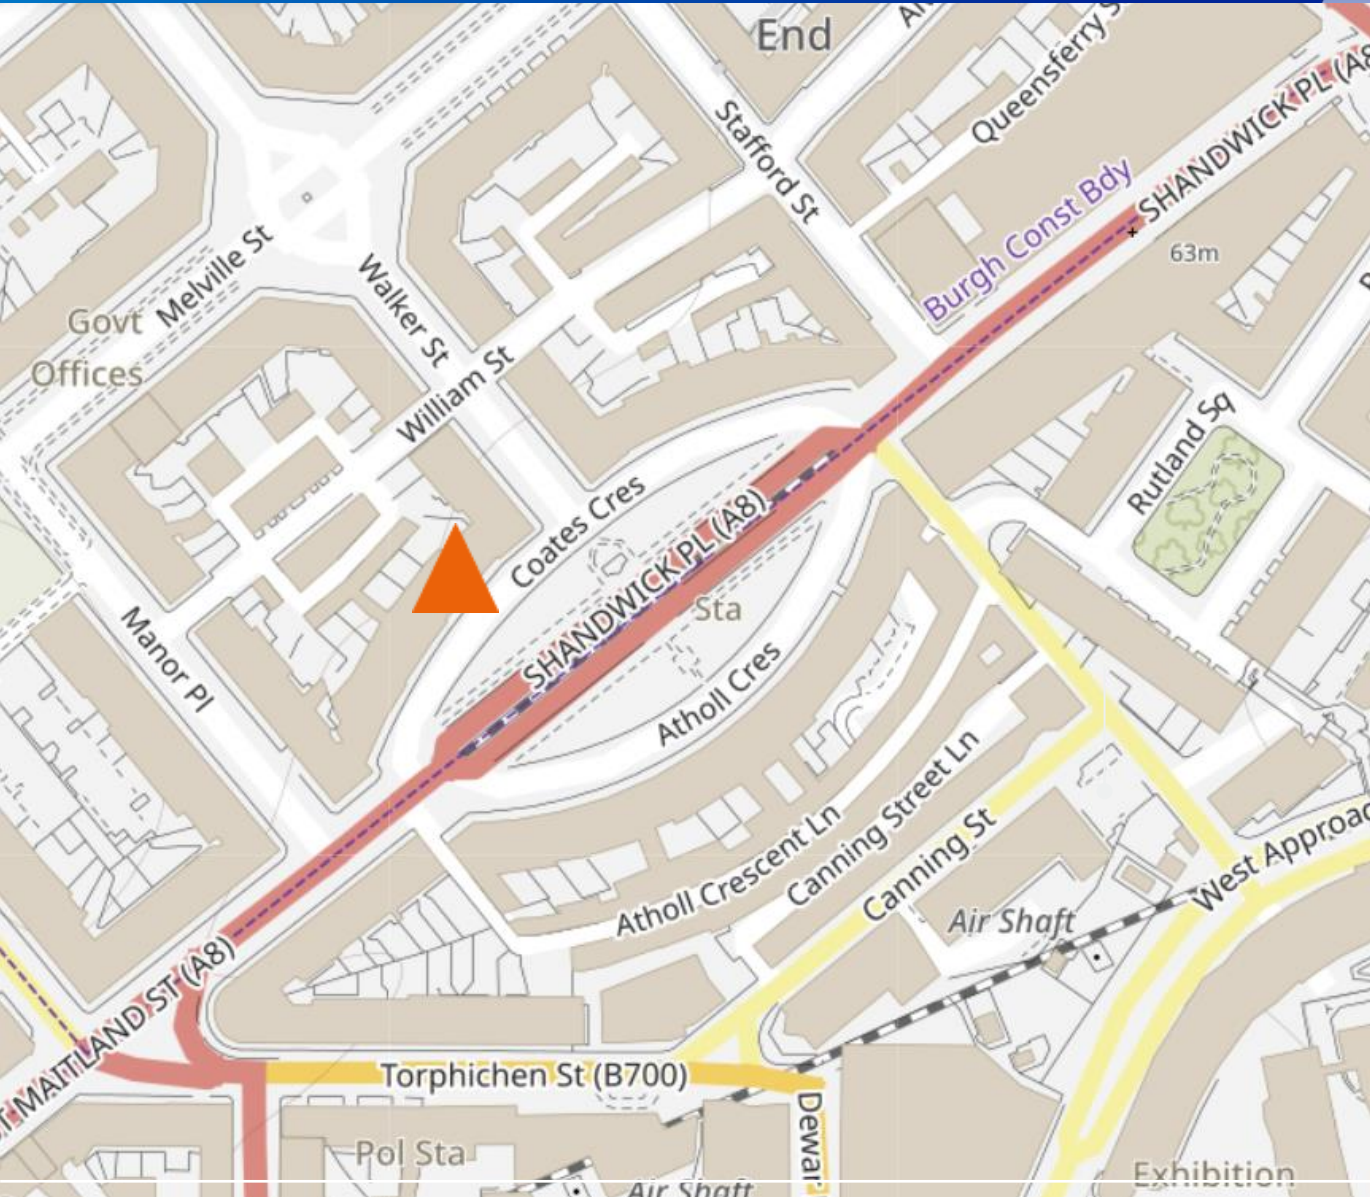 End
Queensferry S
SHANDWICK PL (A8
Stafford St
Burgh Const Bdy
63m
Melville St
Walker St
Govt
Offices
William St
Rutland Sq
Coates Cres
SHANDWICK PL (A8)
Sta
Manor Pl
Atholl Cres
Canning Street Ln
Atholl Crescent Ln
Canning St
West Approac
Air Shaft
T MAITLAND ST (A8)
Torphichen St (B700)
Dewar
Pol Sta
Air Shaft
Exhibition